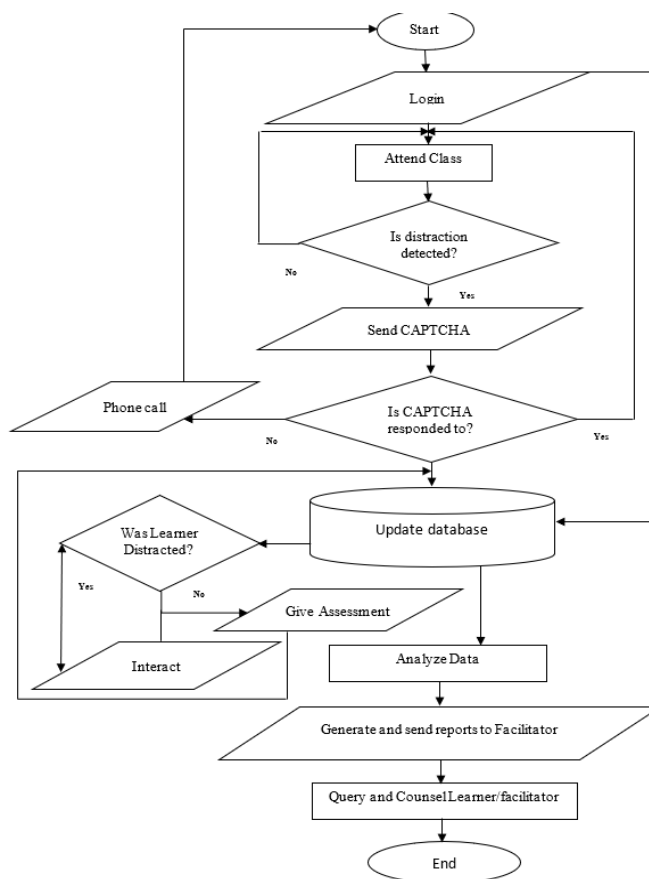 Start
Login
Attend Class
Is distraction
detected?
No
Yes
Send CAPTCHA
Phone call
Is CAPTCHA
responded to?
No
Yes
Update database
Was Learner
Distracted?
Yes
No
Give Assessment
Interact
Analyze Data
Generate and send reports to Facilitator
Query and Counsel Learner/facilitator
End